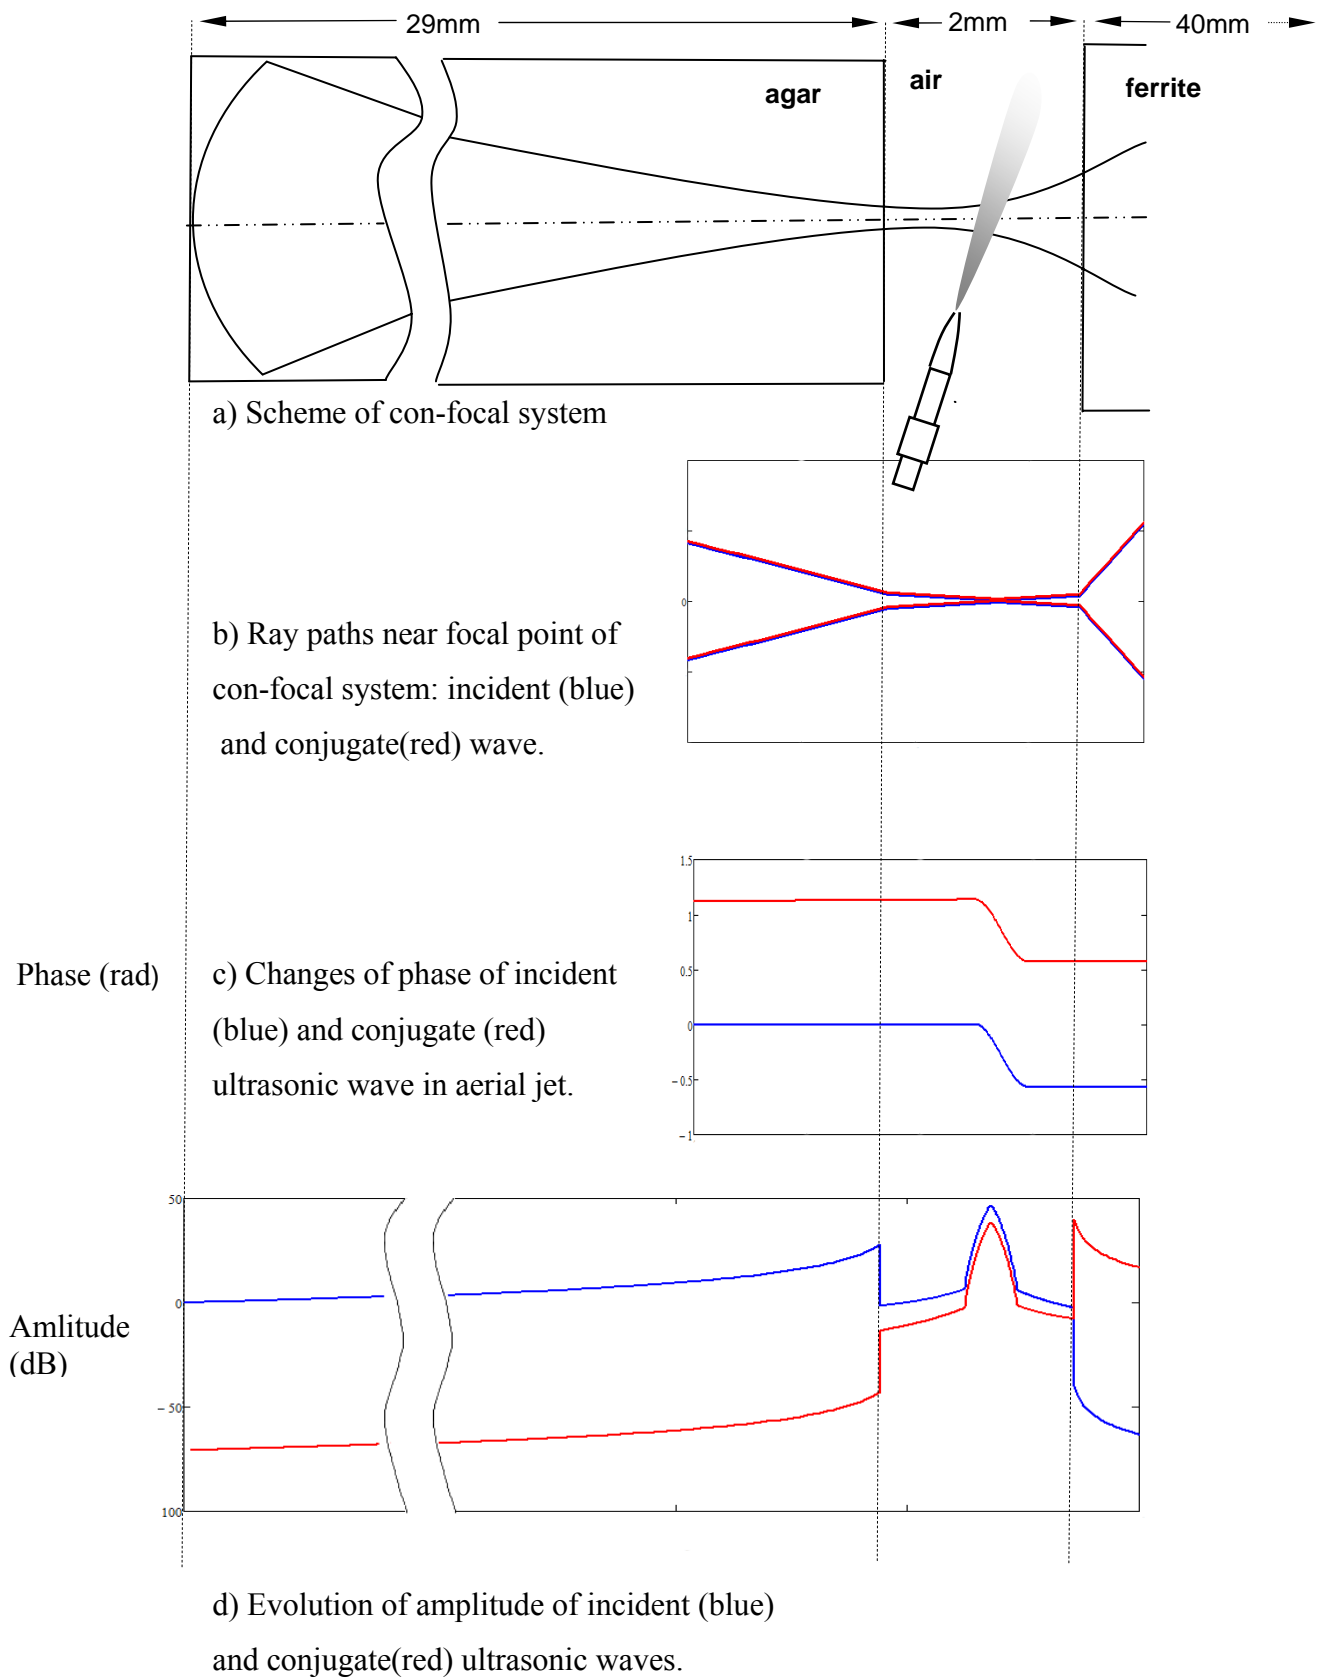 29mm
2mm
40mm
agar
air
ferrite
a) Scheme of con-focal system
0
b) Ray paths near focal point of
con-focal system: incident (blue)
and conjugate(red) wave.
1.5
1
0.5
0
−0.5
−1
Phase (rad)
c) Changes of phase of incident
(blue) and conjugate (red)
ultrasonic wave in aerial jet.
50
0
−50
100
Amlitude
(dB)
d) Evolution of amplitude of incident (blue)
and conjugate(red) ultrasonic waves.